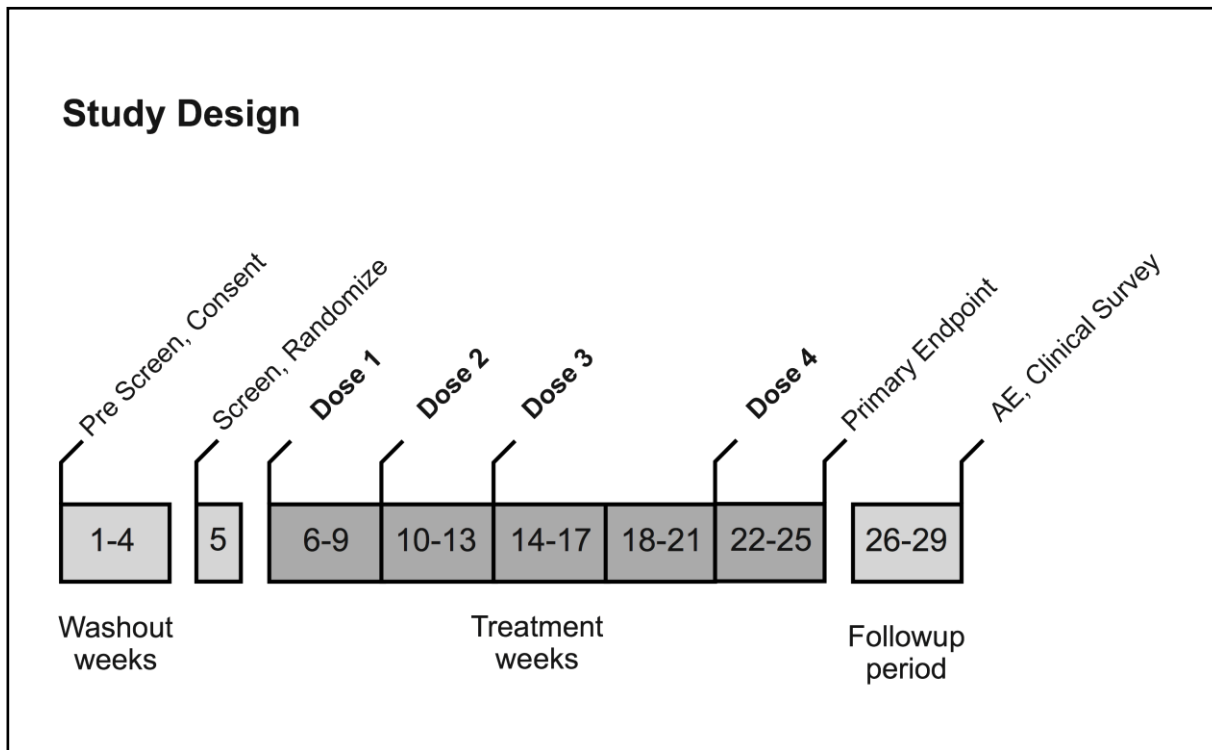 Study Design
Pre Screen, Consent
Screen, Randomize
Dose 1
Dose 2
Dose 3
Dose 4
Primary Endpoint
AE, Clinical Survey
1-4
5
6-9
10-13
14-17
18-21
22-25
26-29
Washout
weeks
Treatment
weeks
Followup
period